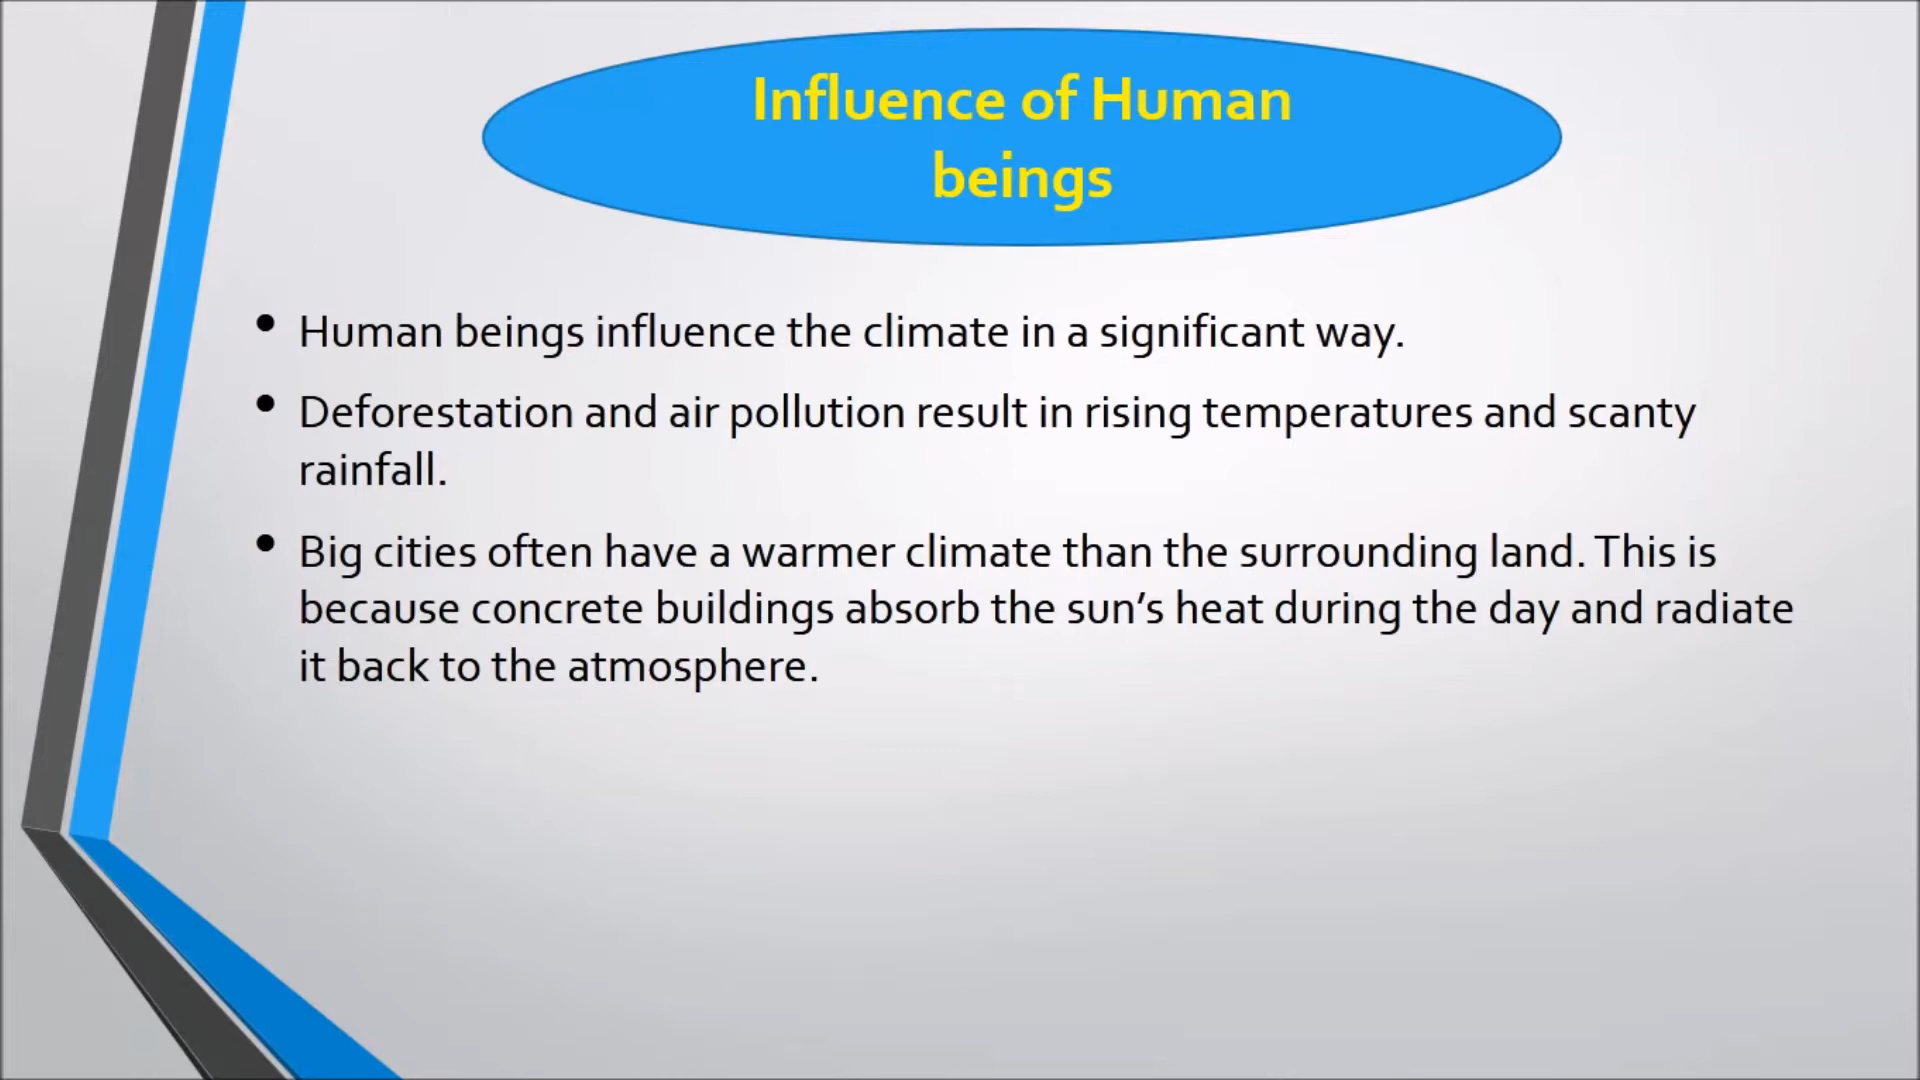 Influence of Human
beings
• Human beings influence the climate in a significant way.
• Deforestation and air pollution result in rising temperatures and scanty
rainfall.
• Big cities often have a warmer climate than the surrounding land. This is
because concrete buildings absorb the sun’s heat during the day and radiate
it back to the atmosphere.